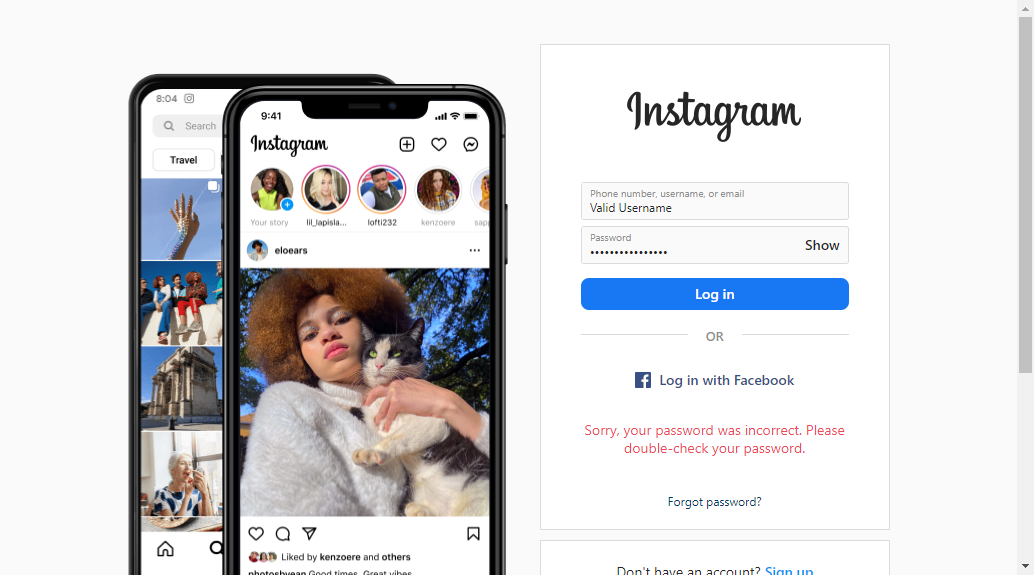 8:04
Search
Travel
9:41
Instagram
Your story
lil_lapisla...
lofti232
kenzoere
sapp
eloears
Liked by kenzoere and others
photosbyean Good times. Great vibes.
Instagram
Phone number, username, or email
Valid Username
Password
••••••••••••••••
Show
Log in
OR
Log in with Facebook
Sorry, your password was incorrect. Please
double-check your password.
Forgot password?
Don't have an account? Sign up